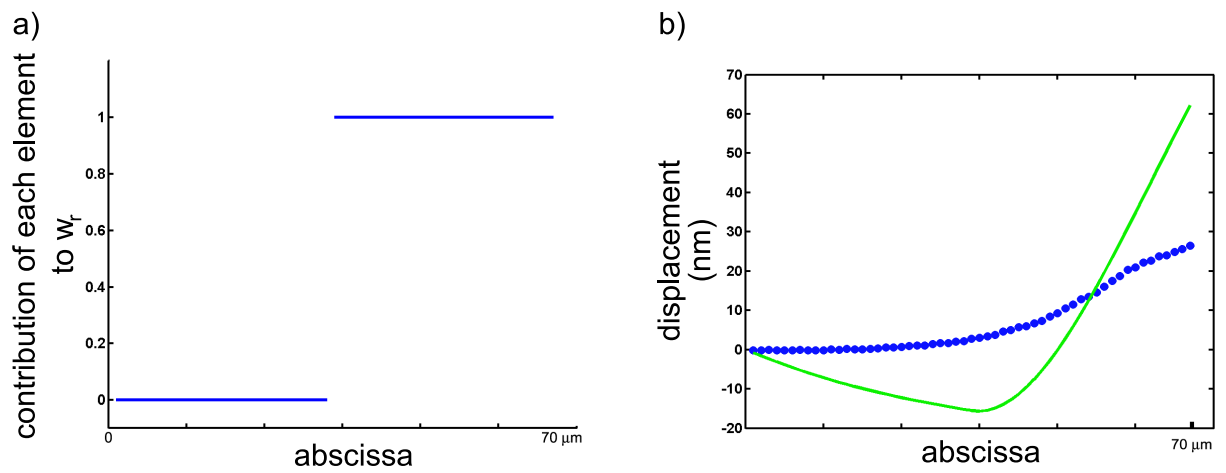 a)
contribution of each element
to wr
1
0.8
0.6
0.4
0.2
0
0
70 µm
abscissa
b)
displacement
(nm)
70
60
50
40
30
20
10
0
-10
-20
70 µm
abscissa